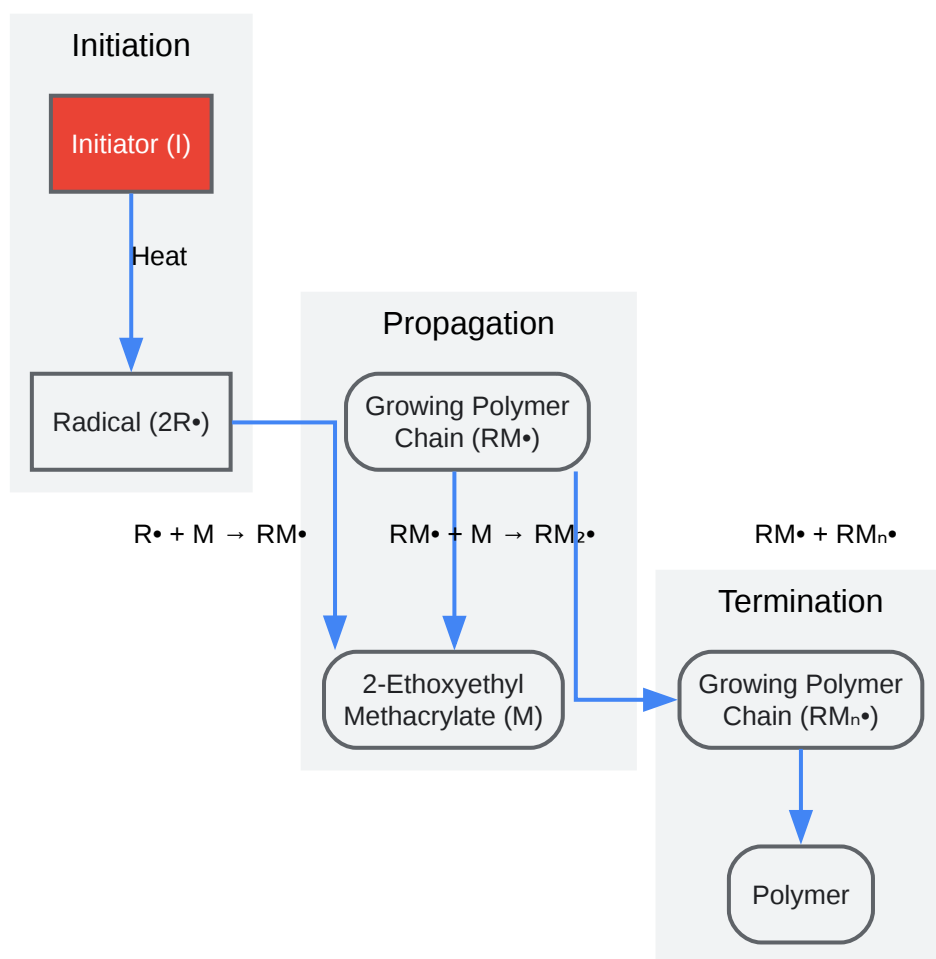 Initiation
Initiator (I)
Heat
Radical (2R•)
Propagation
Growing Polymer
Chain (RM•)
R• + M → RM•
RM• + M → RM₂•
RM• + RMₙ•
2-Ethoxyethyl
Methacrylate (M)
Termination
Growing Polymer
Chain (RMₙ•)
Polymer